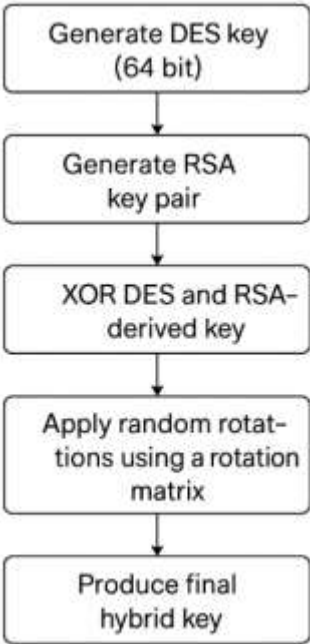 Generate DES key
(64 bit)
Generate RSA
key pair
XOR DES and RSA-
derived key
Apply random rotat-
tions using a rotation
matrix
Produce final
hybrid key